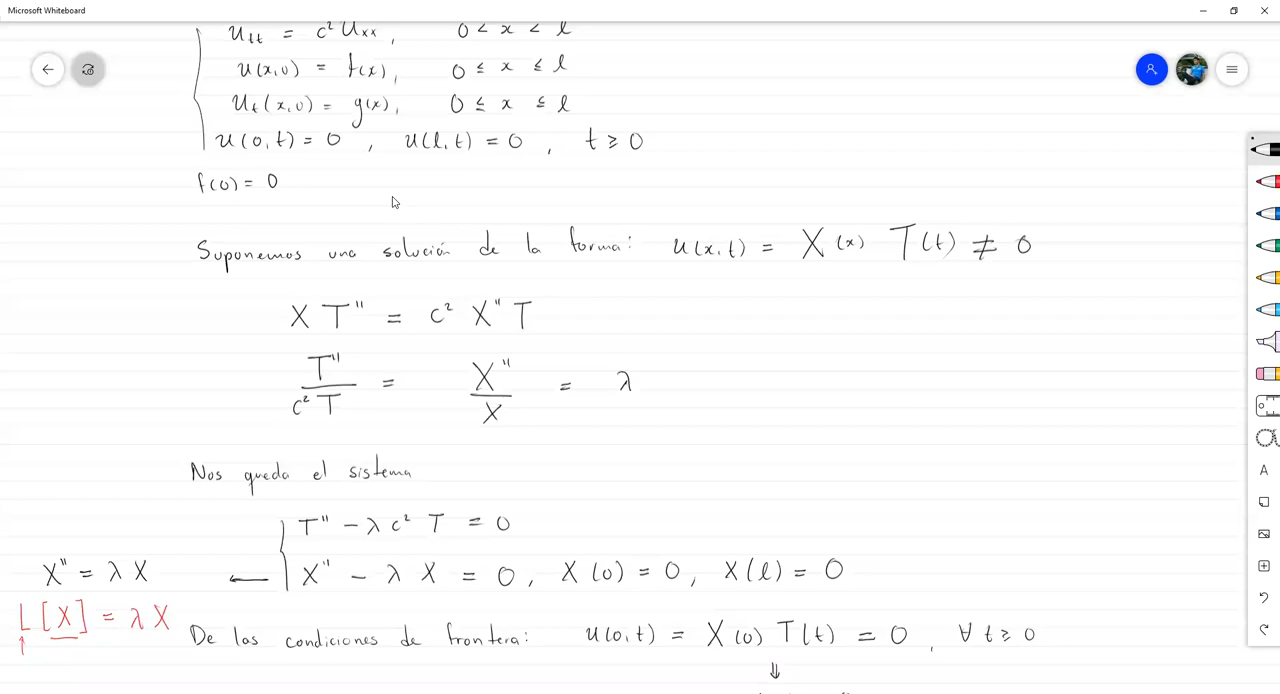 Microsoft Whiteboard
u_tt = c² u_xx, 0 < x < l
u(x,0) = f(x), 0 ≤ x ≤ l
u_t(x,0) = g(x), 0 ≤ x ≤ l
u(0,t) = 0, u(l,t) = 0, t ≥ 0
f(0) = 0
Suponemos una solución de la forma: u(x,t) = X(x) T(t) ≠ 0
X T'' = c² X'' T
T''/(c² T) = X''/X = λ
Nos queda el sistema
T'' - λ c² T = 0
X'' = λ X ← X'' - λ X = 0, X(0) = 0, X(l) = 0
L[X] = λ X
De las condiciones de frontera: u(0,t) = X(0) T(t) = 0, ∀ t ≥ 0
⇓
A